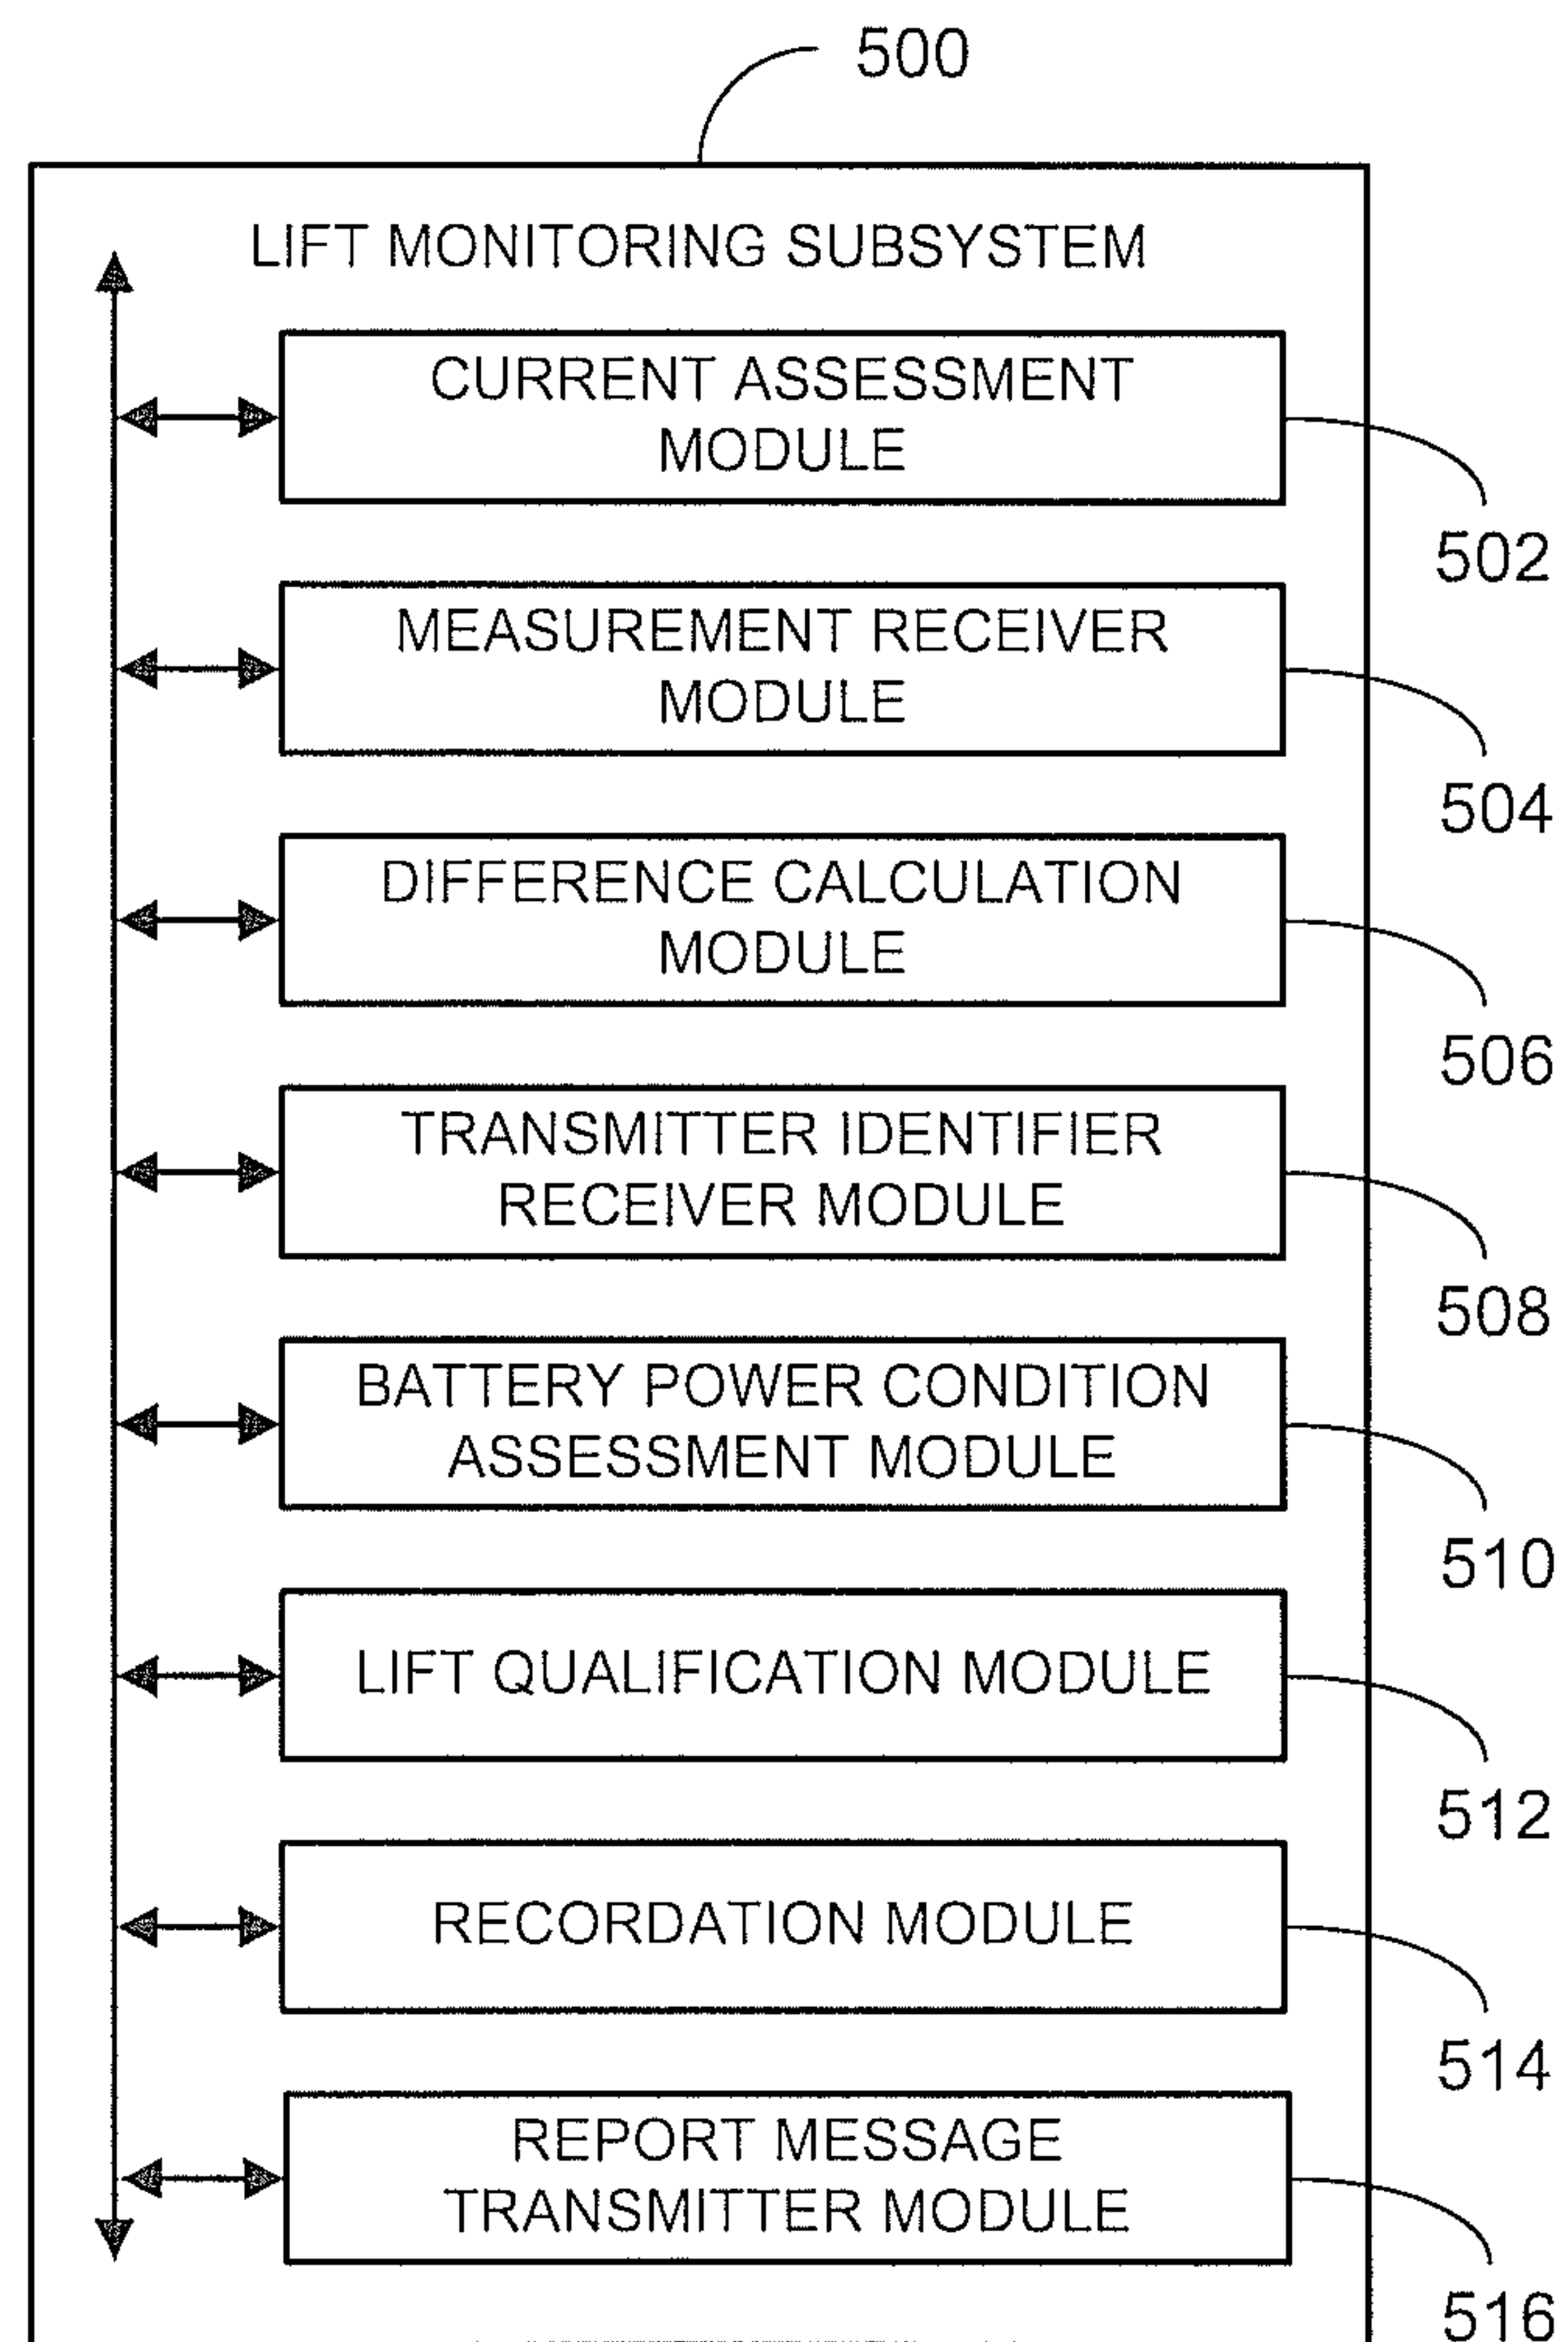 500
LIFT MONITORING SUBSYSTEM
CURRENT ASSESSMENT
MODULE
502
MEASUREMENT RECEIVER
MODULE
504
DIFFERENCE CALCULATION
MODULE
506
TRANSMITTER IDENTIFIER
RECEIVER MODULE
508
BATTERY POWER CONDITION
ASSESSMENT MODULE
510
LIFT QUALIFICATION MODULE
512
RECORDATION MODULE
514
REPORT MESSAGE
TRANSMITTER MODULE
516